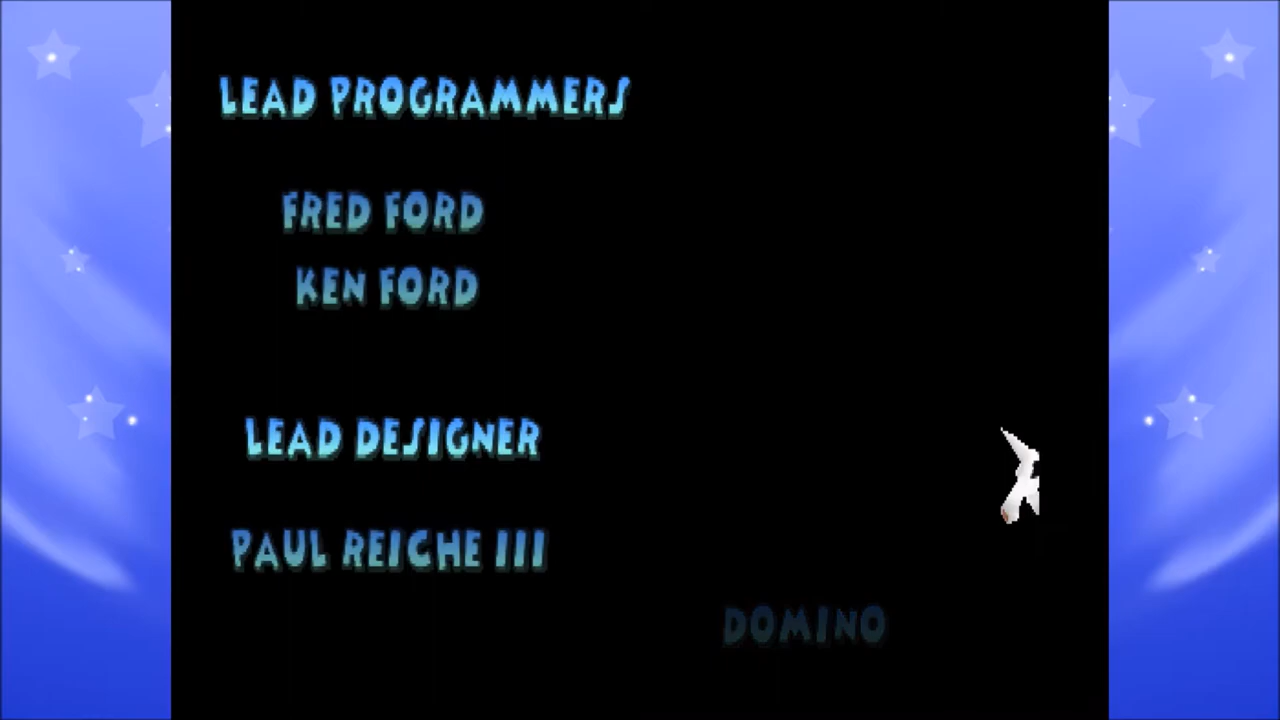 LEAD PROGRAMMERS
FRED FORD
KEN FORD
LEAD DESIGNER
PAUL REICHE III
DOMINO